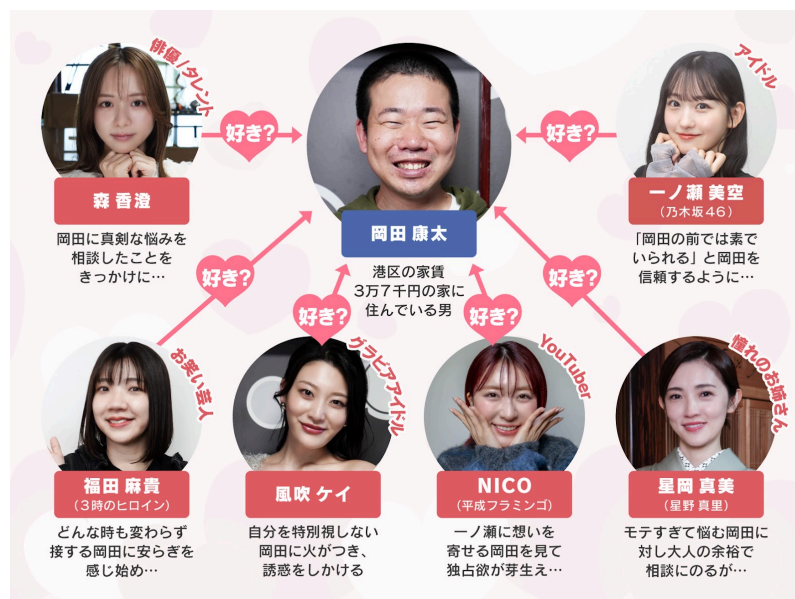 俳優/タレント
アイドル
好き?
好き?
森 香澄
岡田 康太
一ノ瀬 美空
(乃木坂46)
岡田に真剣な悩みを
相談したことを
きっかけに…
港区の家賃
3万7千円の家に
住んでいる男
「岡田の前では素で
いられる」と岡田を
信頼するように…
好き?
好き?
好き?
好き?
お笑い芸人
グラビアアイドル
YouTuber
憧れのお姉さん
福田 麻貴
(3時のヒロイン)
風吹 ケイ
NICO
(平成フラミンゴ)
星岡 真美
(星野 真里)
どんな時も変わらず
接する岡田に安らぎを
感じ始め…
自分を特別視しない
岡田に火がつき、
誘惑をしかける
一ノ瀬に想いを
寄せる岡田を見て
独占欲が芽生え…
モテすぎて悩む岡田に
対し大人の余裕で
相談にのるが…